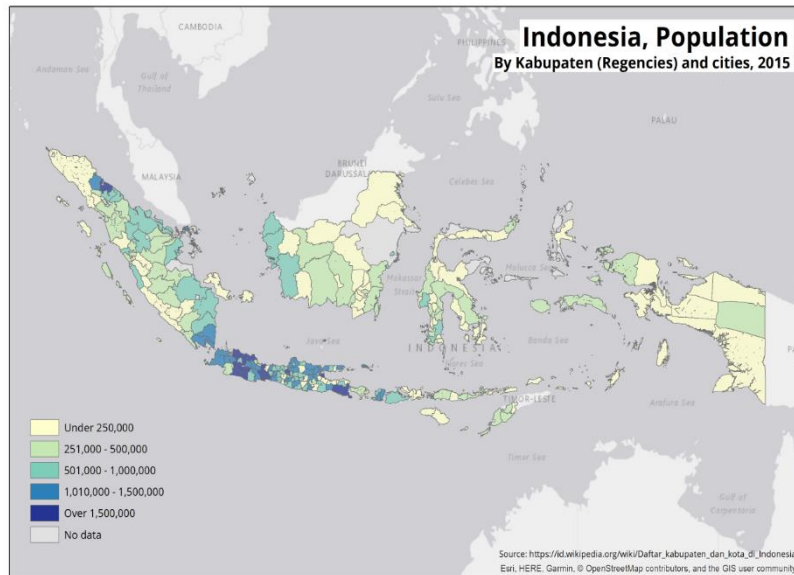 Indonesia, Population
By Kabupaten (Regencies) and cities, 2015
CAMBODIA
PHILIPPINES
Andaman Sea
Gulf of
Thailand
Sulu Sea
PALAU
MALAYSIA
BRUNEI
DARUSSALAM
Celebes Sea
Makassar
Strait
Molucca Sea
Java Sea
INDONESIA
Banda Sea
Flores Sea
TIMOR-LESTE
Arafura Sea
Timor Sea
Gulf of
Carpentaria
Under 250,000
251,000 - 500,000
501,000 - 1,000,000
1,010,000 - 1,500,000
Over 1,500,000
No data
Source: https://id.wikipedia.org/wiki/Daftar_kabupaten_dan_kota_di_Indonesia
Esri, HERE, Garmin, © OpenStreetMap contributors, and the GIS user community